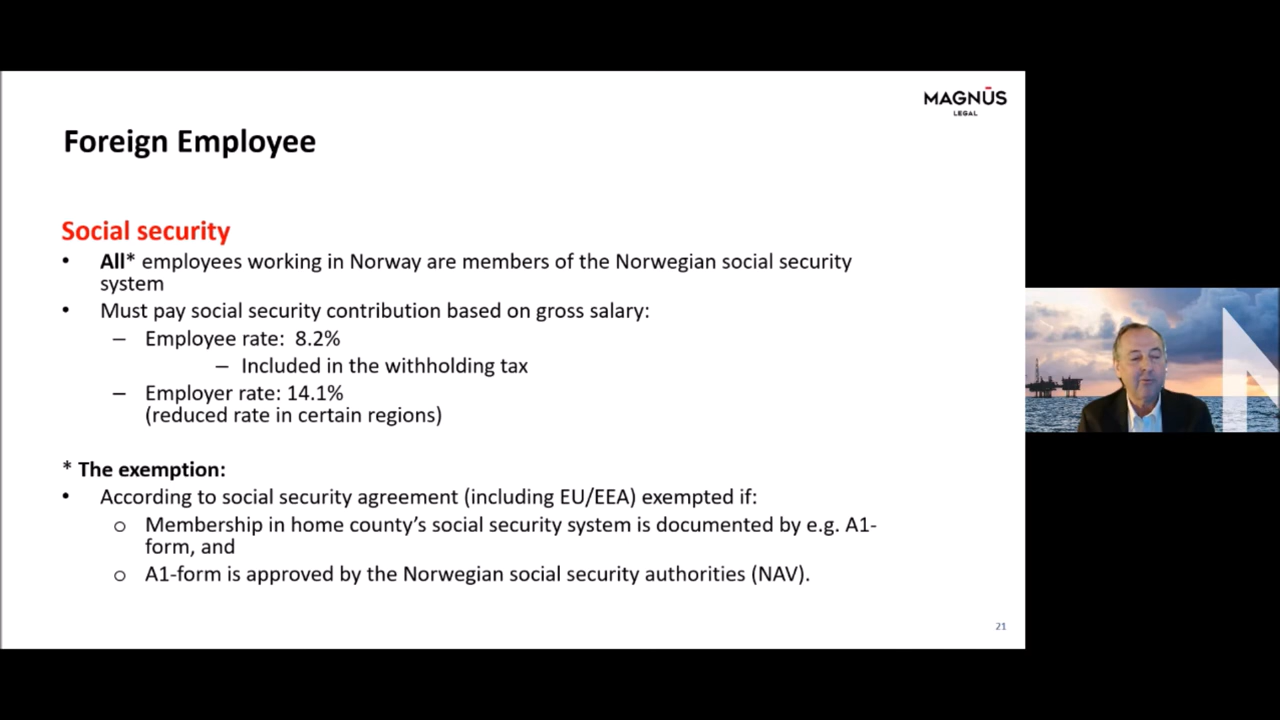 MAGNŪS
LEGAL
Foreign Employee
Social security
• All* employees working in Norway are members of the Norwegian social security
system
• Must pay social security contribution based on gross salary:
– Employee rate: 8.2%
– Included in the withholding tax
– Employer rate: 14.1%
(reduced rate in certain regions)
* The exemption:
• According to social security agreement (including EU/EEA) exempted if:
o Membership in home county’s social security system is documented by e.g. A1-
form, and
o A1-form is approved by the Norwegian social security authorities (NAV).
21